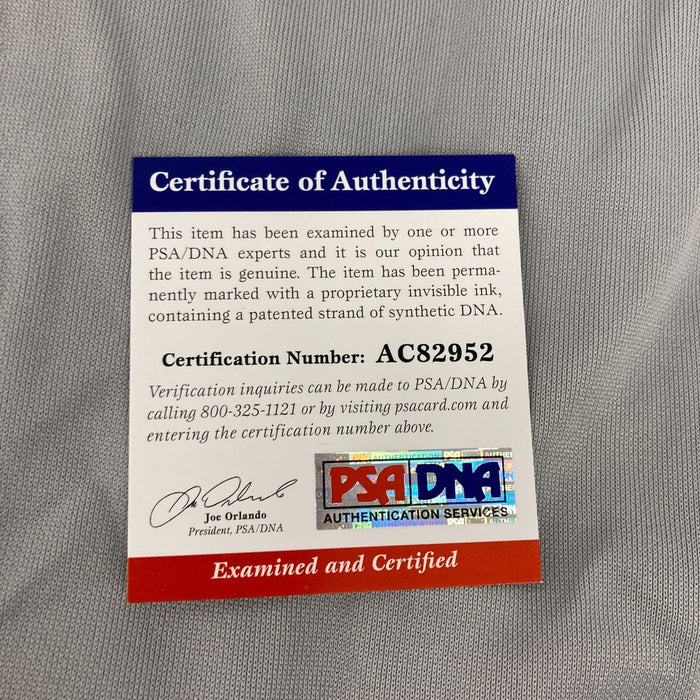 Certificate of Authenticity
This item has been examined by one or more
PSA/DNA experts and it is our opinion that
the item is genuine. The item has been perma-
nently marked with a proprietary invisible ink,
containing a patented strand of synthetic DNA.
Certification Number: AC82952
Verification inquiries can be made to PSA/DNA by
calling 800-325-1121 or by visiting psacard.com and
entering the certification number above.
Joe Orlando
President, PSA/DNA
PSA DNA
AUTHENTICATION SERVICES
Examined and Certified